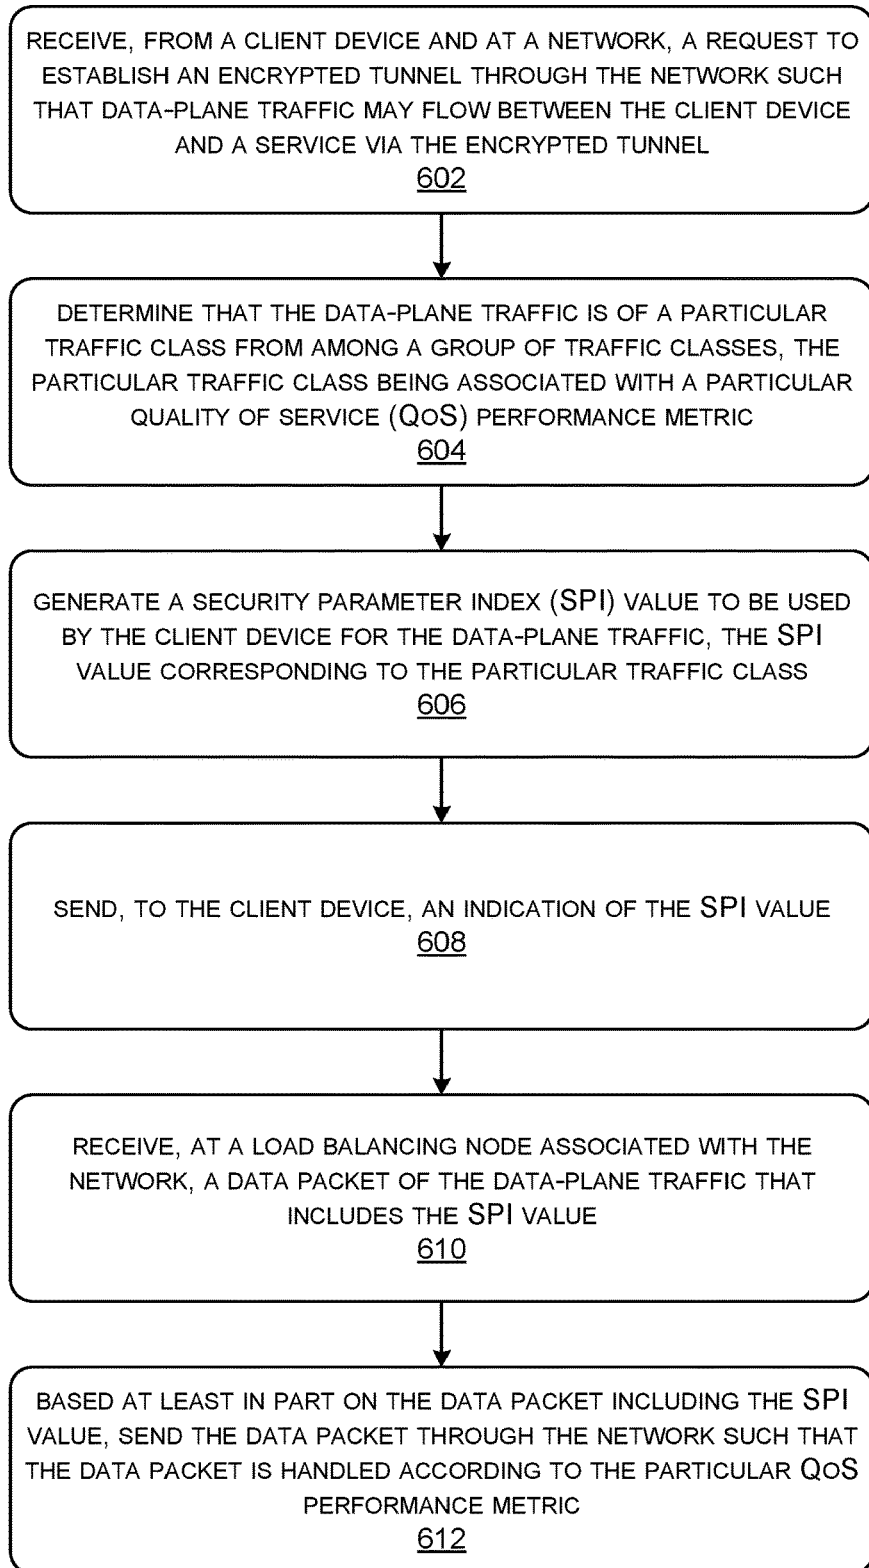 RECEIVE, FROM A CLIENT DEVICE AND AT A NETWORK, A REQUEST TO
ESTABLISH AN ENCRYPTED TUNNEL THROUGH THE NETWORK SUCH
THAT DATA-PLANE TRAFFIC MAY FLOW BETWEEN THE CLIENT DEVICE
AND A SERVICE VIA THE ENCRYPTED TUNNEL
602
DETERMINE THAT THE DATA-PLANE TRAFFIC IS OF A PARTICULAR
TRAFFIC CLASS FROM AMONG A GROUP OF TRAFFIC CLASSES, THE
PARTICULAR TRAFFIC CLASS BEING ASSOCIATED WITH A PARTICULAR
QUALITY OF SERVICE (QOS) PERFORMANCE METRIC
604
GENERATE A SECURITY PARAMETER INDEX (SPI) VALUE TO BE USED
BY THE CLIENT DEVICE FOR THE DATA-PLANE TRAFFIC, THE SPI
VALUE CORRESPONDING TO THE PARTICULAR TRAFFIC CLASS
606
SEND, TO THE CLIENT DEVICE, AN INDICATION OF THE SPI VALUE
608
RECEIVE, AT A LOAD BALANCING NODE ASSOCIATED WITH THE
NETWORK, A DATA PACKET OF THE DATA-PLANE TRAFFIC THAT
INCLUDES THE SPI VALUE
610
BASED AT LEAST IN PART ON THE DATA PACKET INCLUDING THE SPI
VALUE, SEND THE DATA PACKET THROUGH THE NETWORK SUCH THAT
THE DATA PACKET IS HANDLED ACCORDING TO THE PARTICULAR QOS
PERFORMANCE METRIC
612